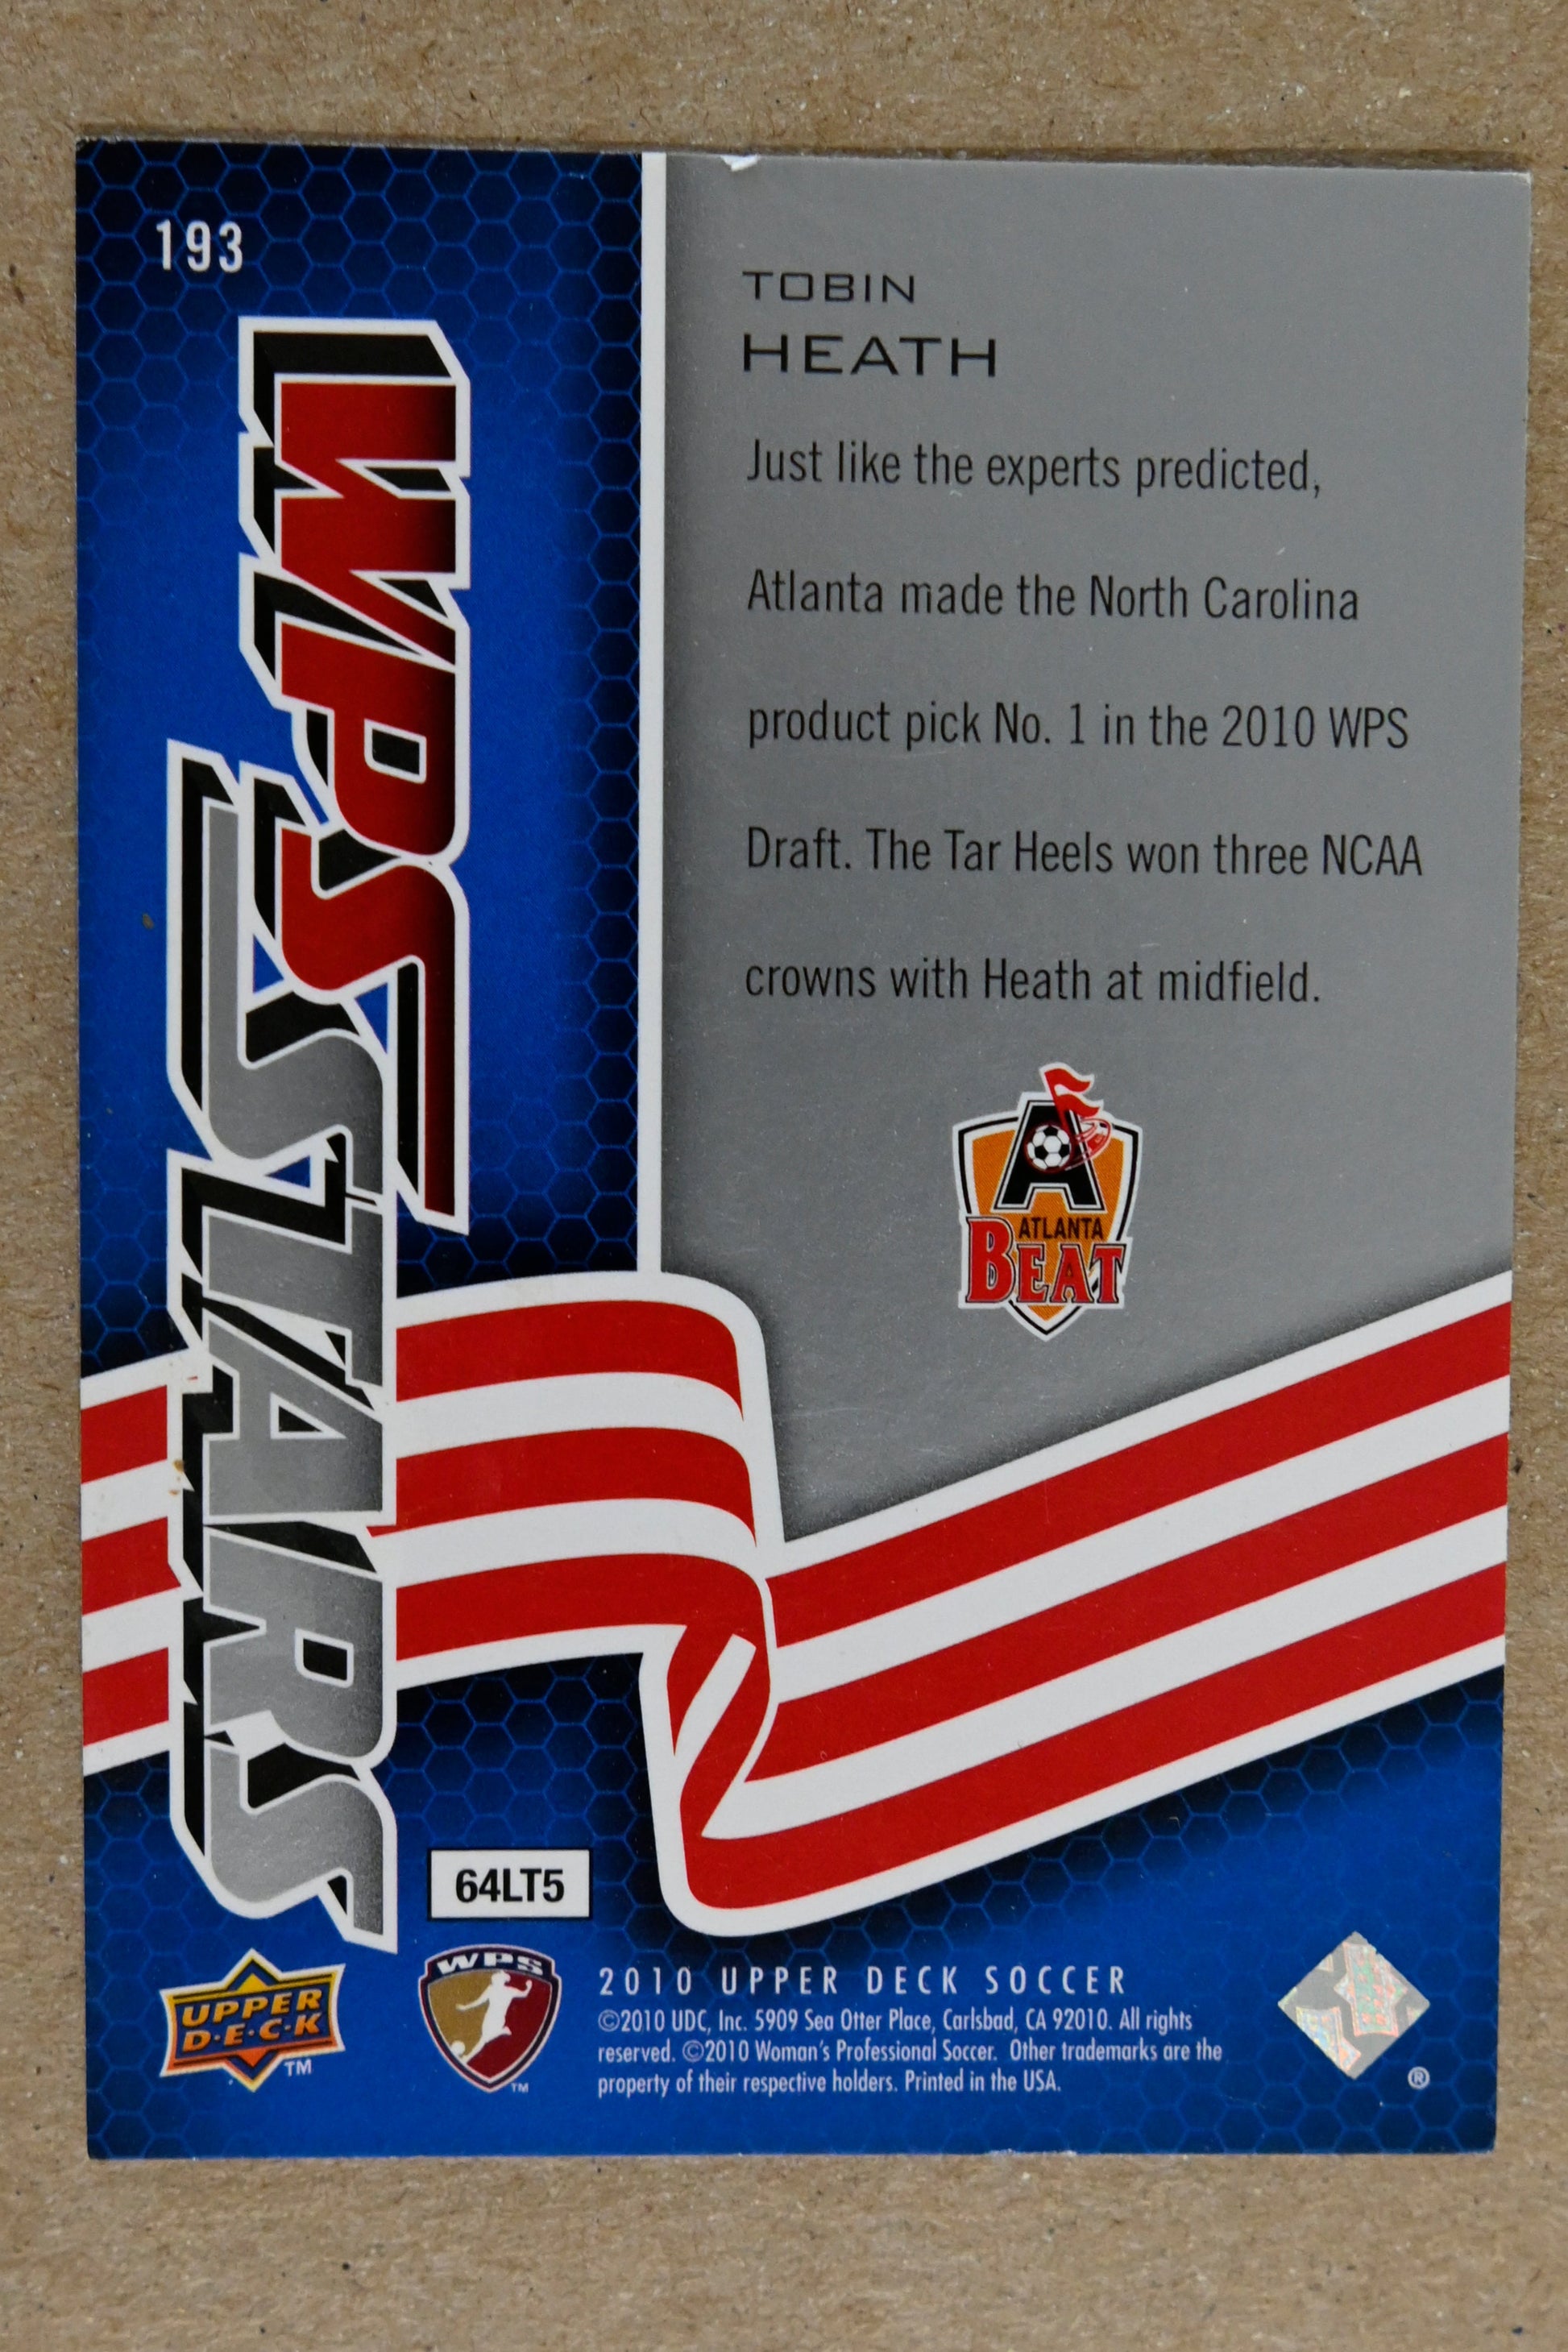 193
WPS
STARS
TOBIN
HEATH
Just like the experts predicted,
Atlanta made the North Carolina
product pick No. 1 in the 2010 WPS
Draft. The Tar Heels won three NCAA
crowns with Heath at midfield.
A
ATLANTA
BEAT
64LT5
UPPER
D•E•C•K
TM
WPS
TM
2010 UPPER DECK SOCCER
©2010 UDC, Inc. 5909 Sea Otter Place, Carlsbad, CA 92010. All rights
reserved. ©2010 Woman's Professional Soccer. Other trademarks are the
property of their respective holders. Printed in the USA.
®